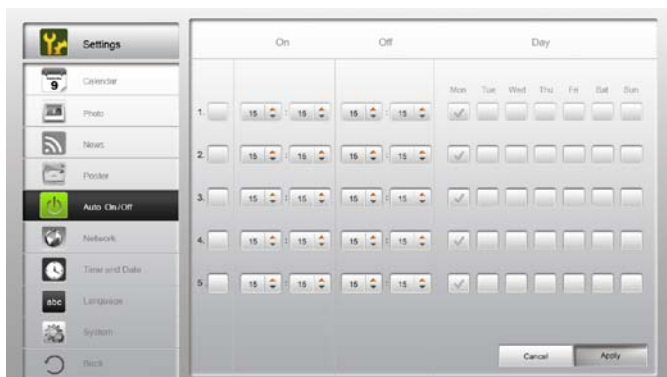 Settings
9 Calendar
Photo
News
Poster
Auto On/Off
Network
Time and Date
abc Language
System
Back
On Off Day
Mon Tue Wed Thu Fri Sat Sun
1. 15 : 15 15 : 15
2. 15 : 15 15 : 15
3. 15 : 15 15 : 15
4. 15 : 15 15 : 15
5. 15 : 15 15 : 15
Cancel Apply